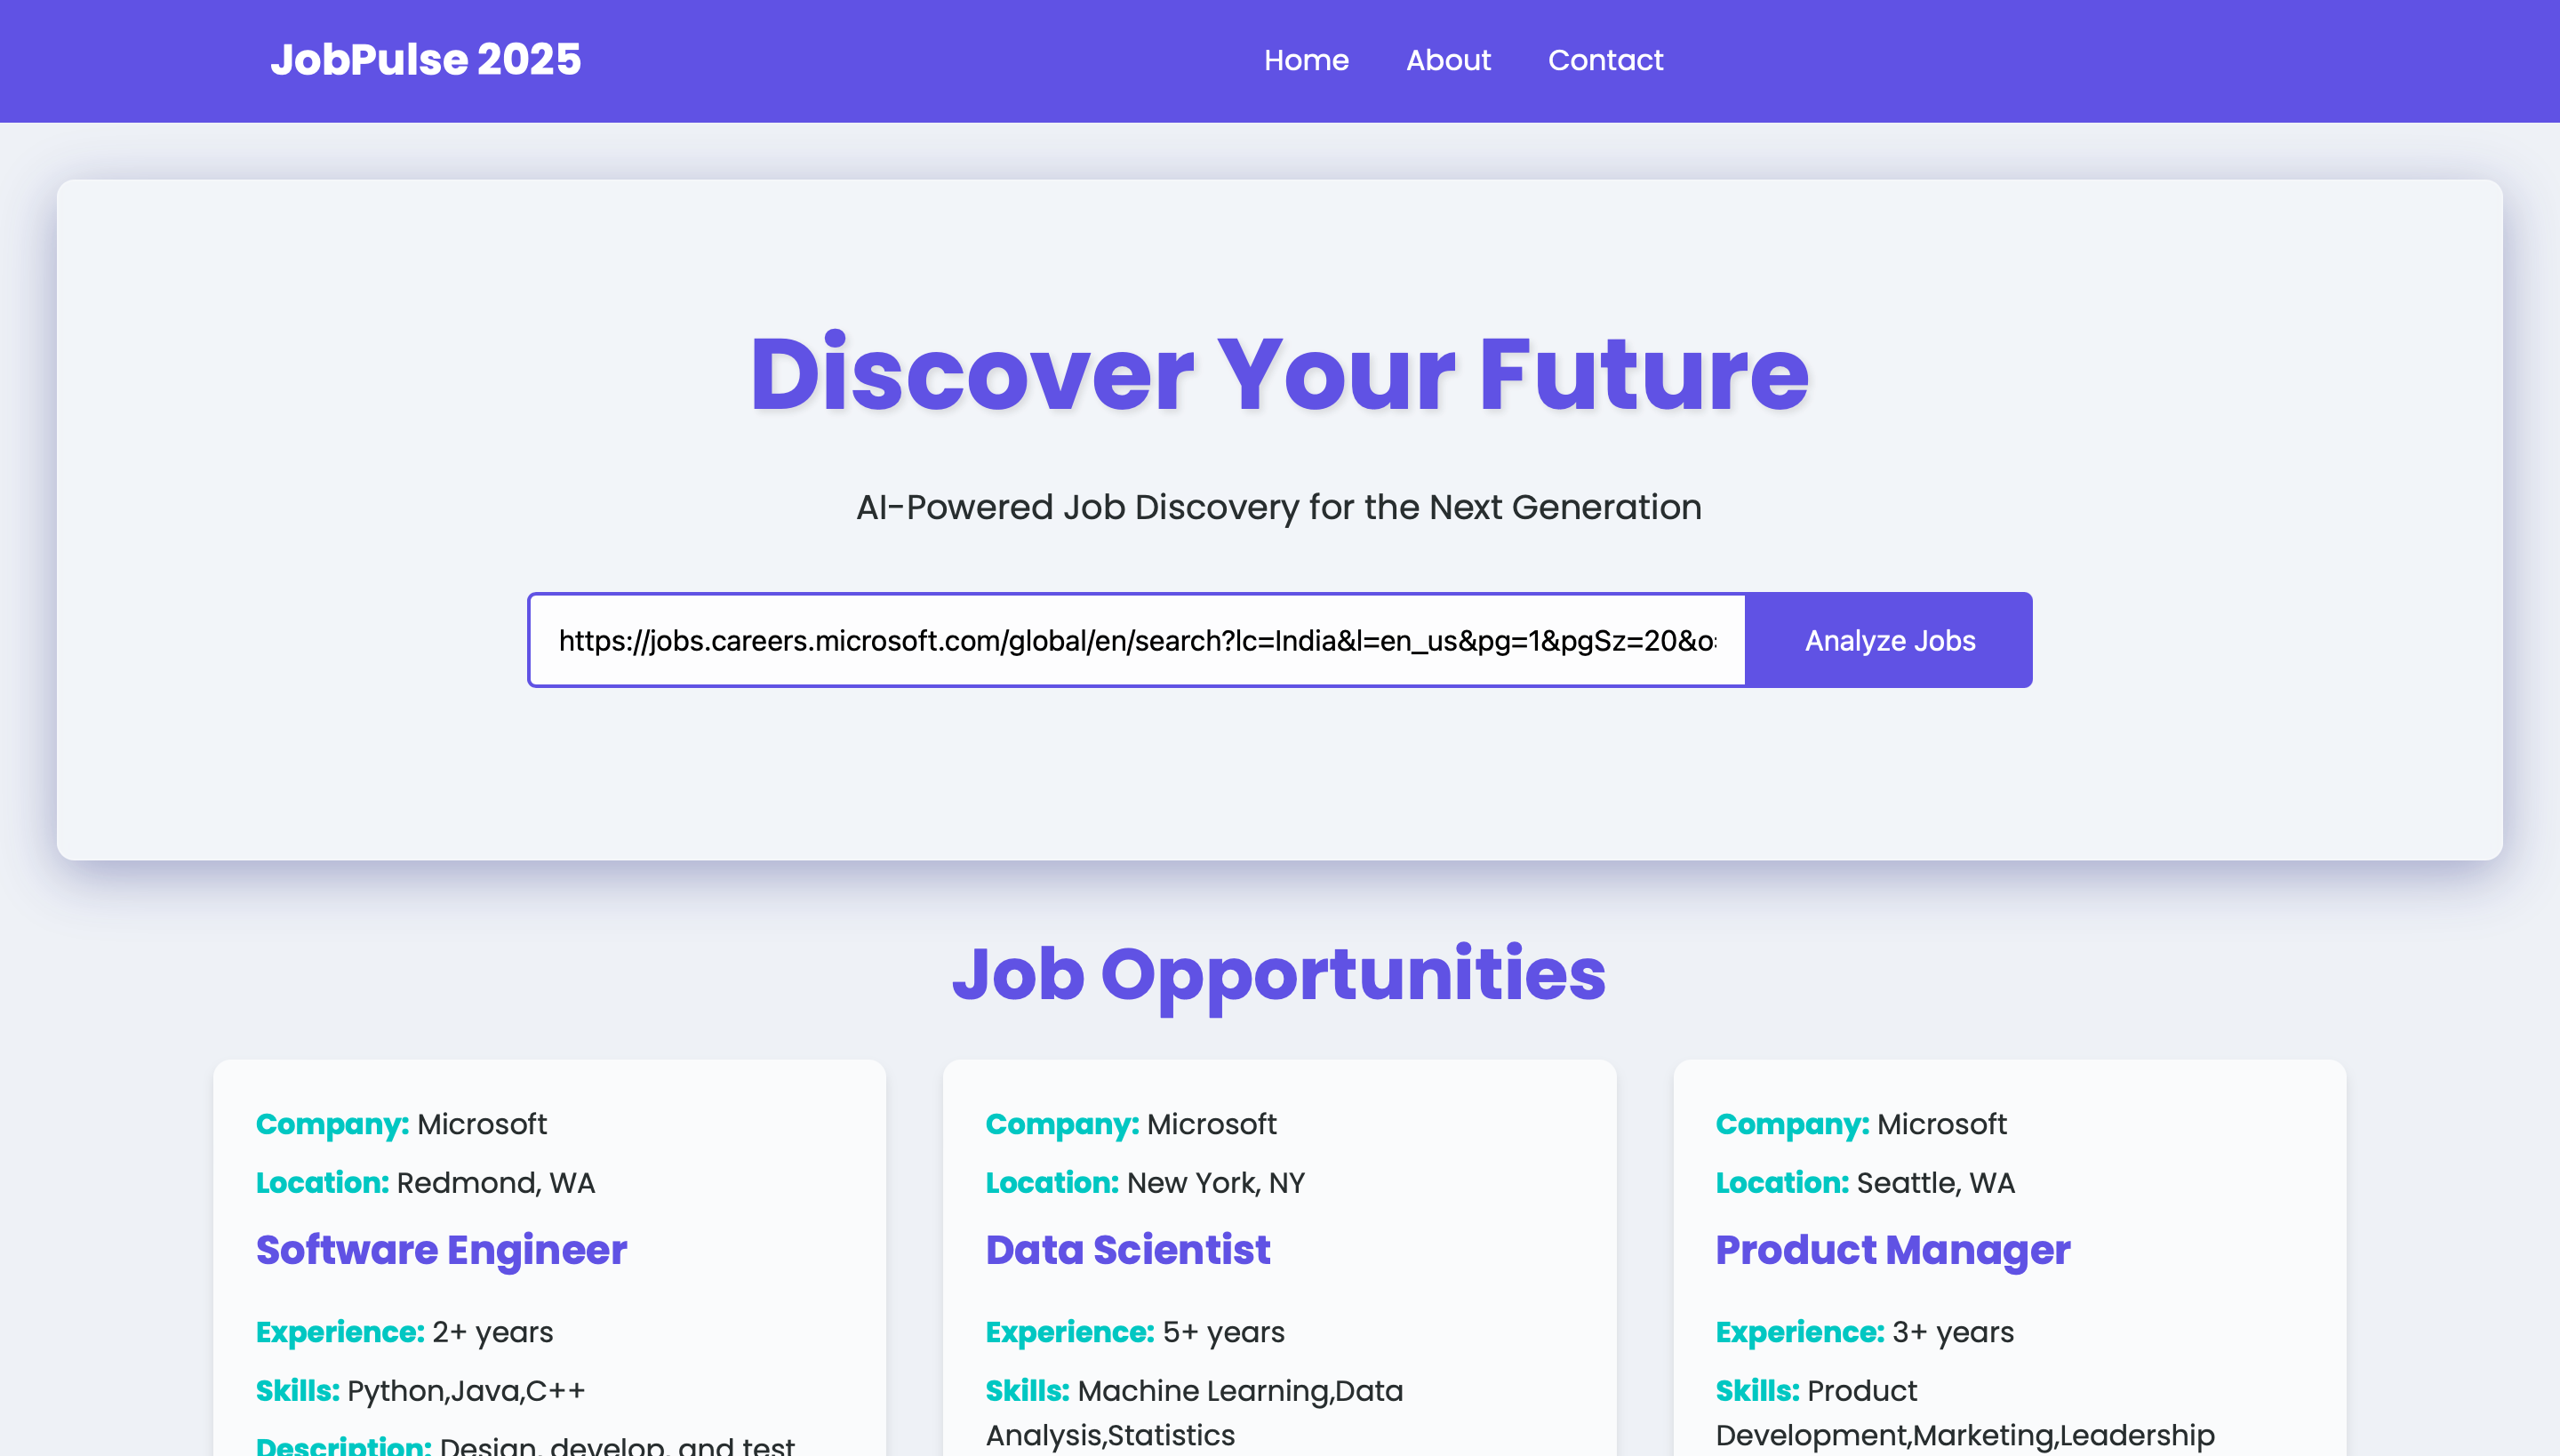 JobPulse 2025
Home About Contact
Discover Your Future
AI-Powered Job Discovery for the Next Generation
https://jobs.careers.microsoft.com/global/en/search?lc=India&l=en_us&pg=1&pgSz=20&o
Analyze Jobs
Job Opportunities
Company: Microsoft
Location: Redmond, WA
Software Engineer
Experience: 2+ years
Skills: Python,Java,C++
Description: Design, develop, and test
Company: Microsoft
Location: New York, NY
Data Scientist
Experience: 5+ years
Skills: Machine Learning,Data
Analysis,Statistics
Company: Microsoft
Location: Seattle, WA
Product Manager
Experience: 3+ years
Skills: Product
Development,Marketing,Leadership